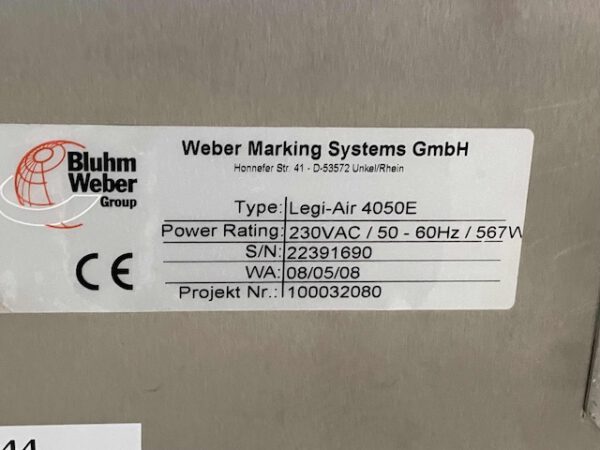 Bluhm
Weber
Group
Weber Marking Systems GmbH
Honnefer Str. 41 - D-53572 Unkel/Rhein
Type: Legi-Air 4050E
Power Rating: 230VAC / 50 - 60Hz / 567W
S/N: 22391690
WA: 08/05/08
Projekt Nr.: 100032080
CE
44